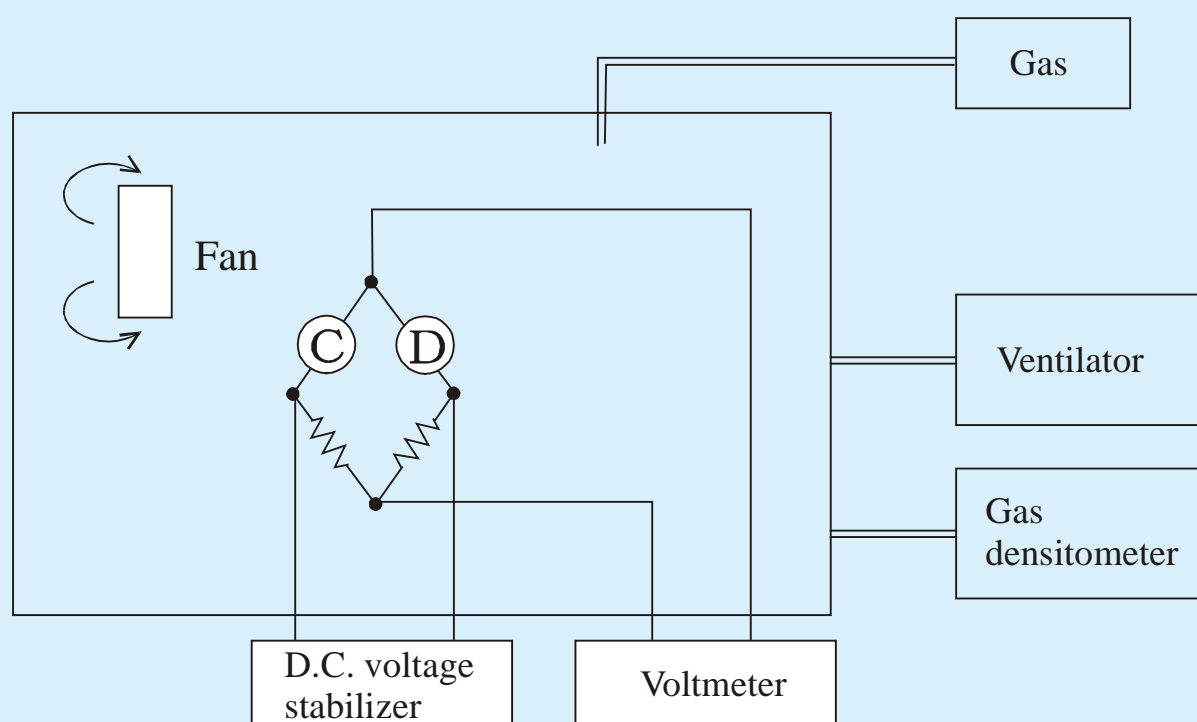 Gas
Fan
C
D
Ventilator
Gas
densitometer
D.C. voltage
stabilizer
Voltmeter